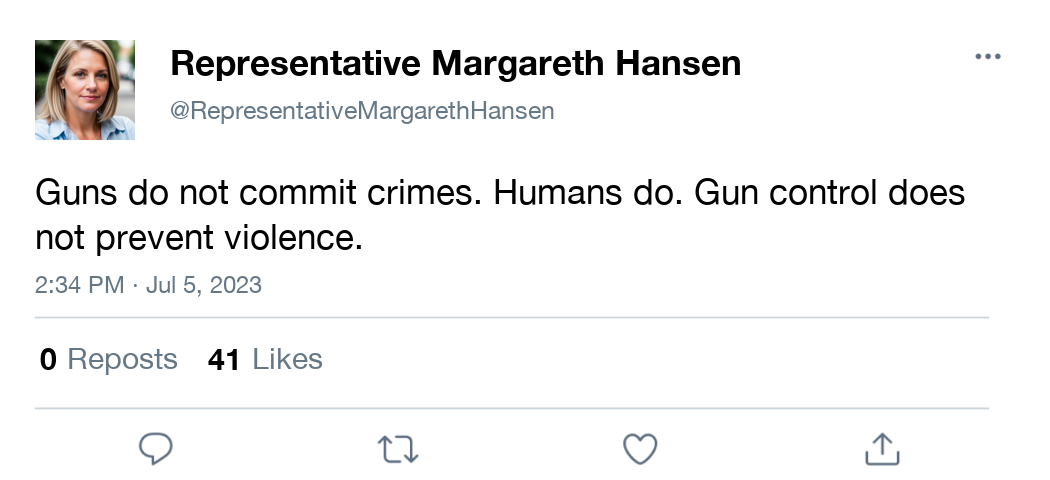 Representative Margareth Hansen
@RepresentativeMargarethHansen
Guns do not commit crimes. Humans do. Gun control does
not prevent violence.
2:34 PM · Jul 5, 2023
0 Reposts 41 Likes